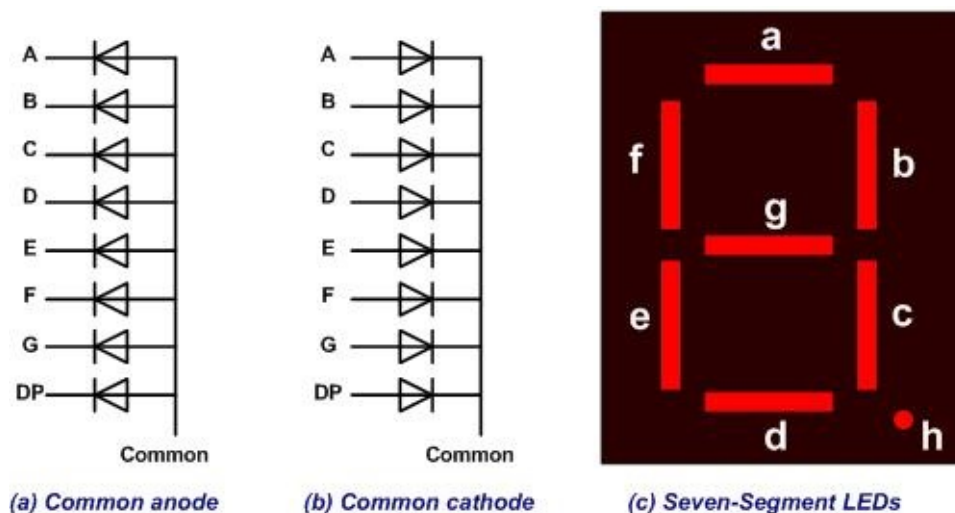 A
B
C
D
E
F
G
DP
Common
(a) Common anode
A
B
C
D
E
F
G
DP
Common
(b) Common cathode
a
f
b
g
e
c
d
h
(c) Seven-Segment LEDs